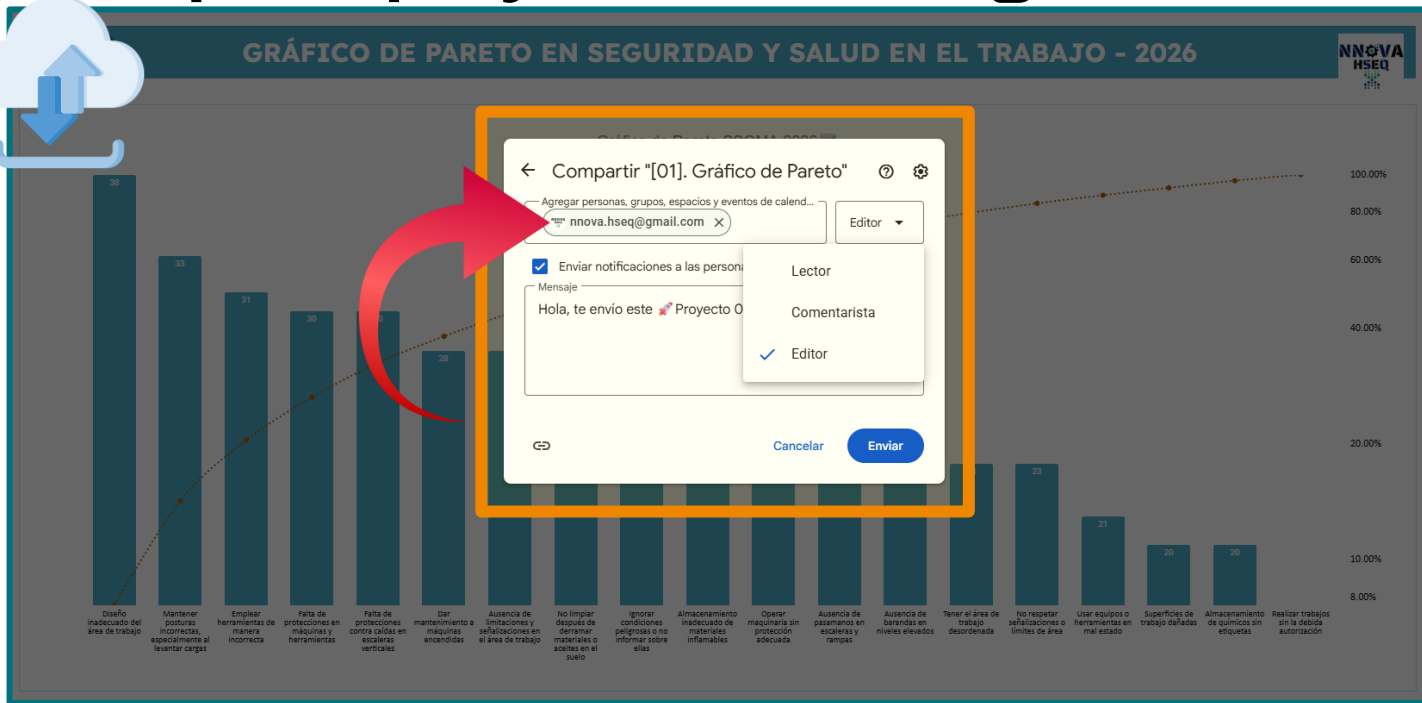 GRÁFICO DE PARETO EN SEGURIDAD Y SALUD EN EL TRABAJO - 2026
NNOVA
HSEQ
Compartir "[01]. Gráfico de Pareto"
Agregar personas, grupos, espacios y eventos de calend...
nnova.hseq@gmail.com
Editor
Enviar notificaciones a las persona
Mensaje
Hola, te envío este 🚀 Proyecto 0
Lector
Comentarista
Editor
Cancelar
Enviar
38
33
31
30
28
23
21
20
20
100.00%
80.00%
60.00%
40.00%
20.00%
10.00%
8.00%
Diseño
inadecuado del
área de trabajo
Mantener
posturas
incorrectas,
especialmente al
levantar cargas
Emplear
herramientas de
manera
incorrecta
Falta de
protecciones en
máquinas y
herramientas
Falta de
protecciones
contra caídas en
escaleras
verticales
Dar
mantenimiento a
máquinas
encendidas
Ausencia de
limitaciones y
señalizaciones en
el área de trabajo
No limpiar
después de
derramar
materiales o
aceites en el
suelo
Ignorar
condiciones
peligrosas o no
informar sobre
ellas
Almacenamiento
inadecuado de
materiales
inflamables
Operar
maquinaria sin
protección
adecuada
Ausencia de
pasamanos en
escaleras y
rampas
Ausencia de
barandas en
niveles elevados
Tener el área de
trabajo
desordenada
No respetar
señalizaciones o
límites de área
Usar equipos o
herramientas en
mal estado
Superficies de
trabajo dañadas
Almacenamiento
de químicos sin
etiquetas
Realizar trabajos
sin la debida
autorización